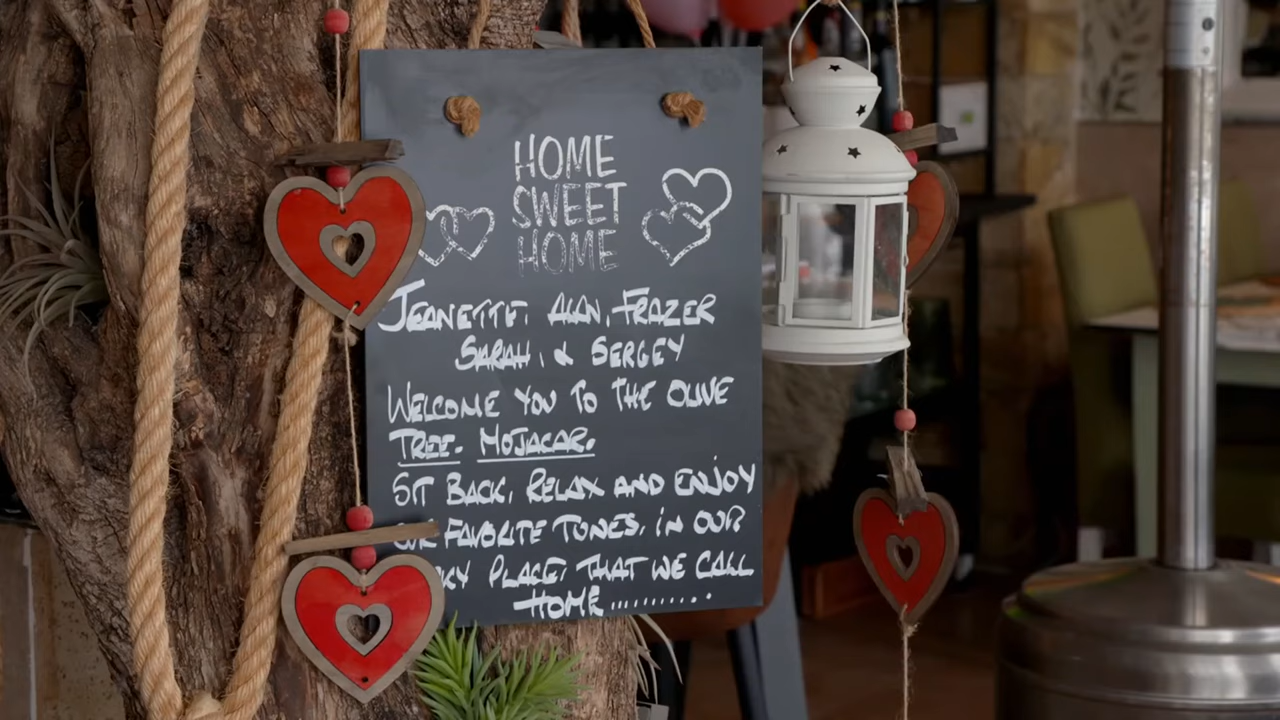 HOME
SWEET
HOME
JEANETTE, ALAN, FRAZER
SARAH, & SERGEY
WELCOME YOU TO THE OLIVE
TREE. MOJACAR.
SIT BACK, RELAX AND ENJOY
OUR FAVORITE TUNES, IN OUR
PLACE, THAT WE CALL
HOME ..........